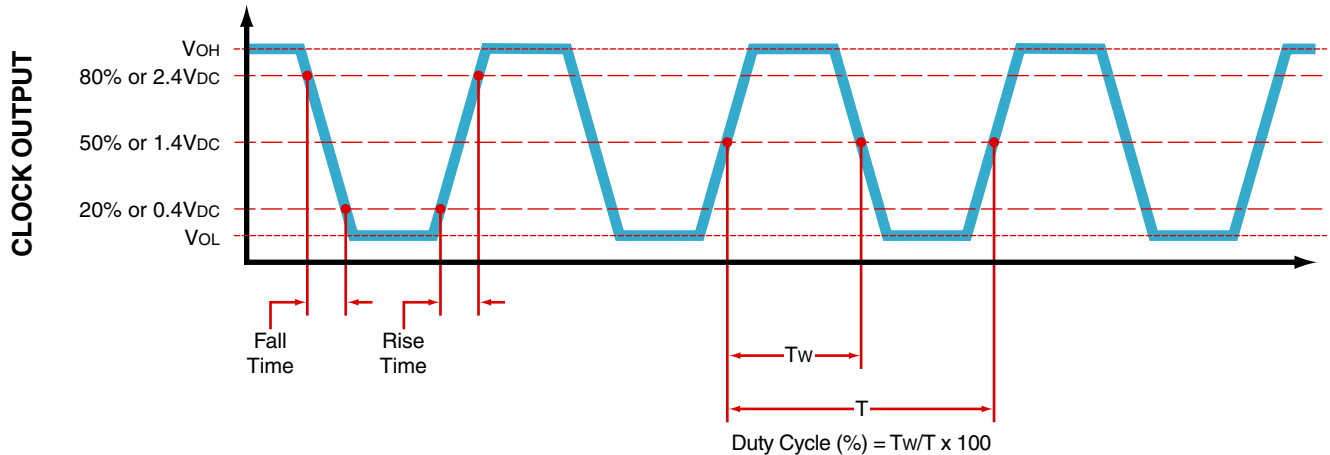 CLOCK OUTPUT
VOH
80% or 2.4VDC
50% or 1.4VDC
20% or 0.4VDC
VOL
Fall
Time
Rise
Time
TW
T
Duty Cycle (%) = TW/T x 100